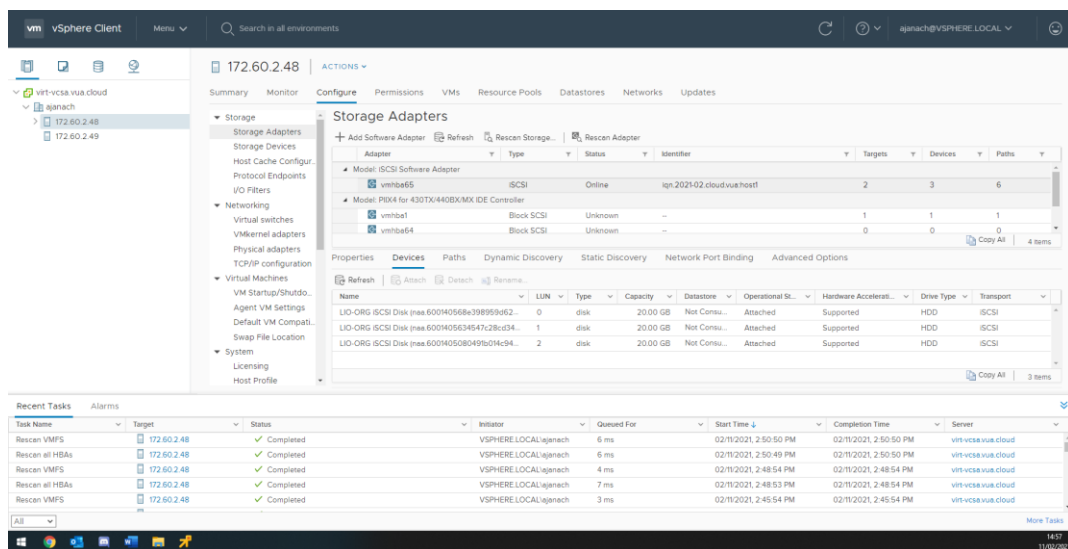 vm vSphere Client Menu Search in all environments ajanach@VSPHERE.LOCAL
172.60.2.48 ACTIONS
virt-vcsa.vua.cloud
ajanach
172.60.2.48
172.60.2.49
Summary Monitor Configure Permissions VMs Resource Pools Datastores Networks Updates
Storage
Storage Adapters
Storage Devices
Host Cache Configur..
Protocol Endpoints
I/O Filters
Networking
Virtual switches
VMkernel adapters
Physical adapters
TCP/IP configuration
Virtual Machines
VM Startup/Shutdo...
Agent VM Settings
Default VM Compati..
Swap File Location
System
Licensing
Host Profile
Storage Adapters
Add Software Adapter Refresh Rescan Storage... Rescan Adapter
Adapter Type Status Identifier Targets Devices Paths
Model: iSCSI Software Adapter
vmhba65 iSCSI Online iqn.2021-02.cloud.vua:host1 2 3 6
Model: PIIX4 for 430TX/440BX/MX IDE Controller
vmhba1 Block SCSI Unknown -- 1 1 1
vmhba64 Block SCSI Unknown -- 0 0 0
Copy All 4 items
Properties Devices Paths Dynamic Discovery Static Discovery Network Port Binding Advanced Options
Refresh Attach Detach Rename...
Name LUN Type Capacity Datastore Operational St... Hardware Accelerati... Drive Type Transport
LIO-ORG iSCSI Disk (naa.600140568e398959d62... 0 disk 20.00 GB Not Consu... Attached Supported HDD iSCSI
LIO-ORG iSCSI Disk (naa.6001405634547c28cd34... 1 disk 20.00 GB Not Consu... Attached Supported HDD iSCSI
LIO-ORG iSCSI Disk (naa.6001405080491b014c94... 2 disk 20.00 GB Not Consu... Attached Supported HDD iSCSI
Copy All 3 items
Recent Tasks Alarms
Task Name Target Status Initiator Queued For Start Time Completion Time Server
Rescan VMFS 172.60.2.48 Completed VSPHERE.LOCAL\ajanach 6 ms 02/11/2021, 2:50:50 PM 02/11/2021, 2:50:50 PM virt-vcsa.vua.cloud
Rescan all HBAs 172.60.2.48 Completed VSPHERE.LOCAL\ajanach 6 ms 02/11/2021, 2:50:49 PM 02/11/2021, 2:50:50 PM virt-vcsa.vua.cloud
Rescan VMFS 172.60.2.48 Completed VSPHERE.LOCAL\ajanach 4 ms 02/11/2021, 2:48:54 PM 02/11/2021, 2:48:54 PM virt-vcsa.vua.cloud
Rescan all HBAs 172.60.2.48 Completed VSPHERE.LOCAL\ajanach 7 ms 02/11/2021, 2:48:53 PM 02/11/2021, 2:48:54 PM virt-vcsa.vua.cloud
Rescan VMFS 172.60.2.48 Completed VSPHERE.LOCAL\ajanach 3 ms 02/11/2021, 2:45:54 PM 02/11/2021, 2:45:54 PM virt-vcsa.vua.cloud
All More Tasks
14:57